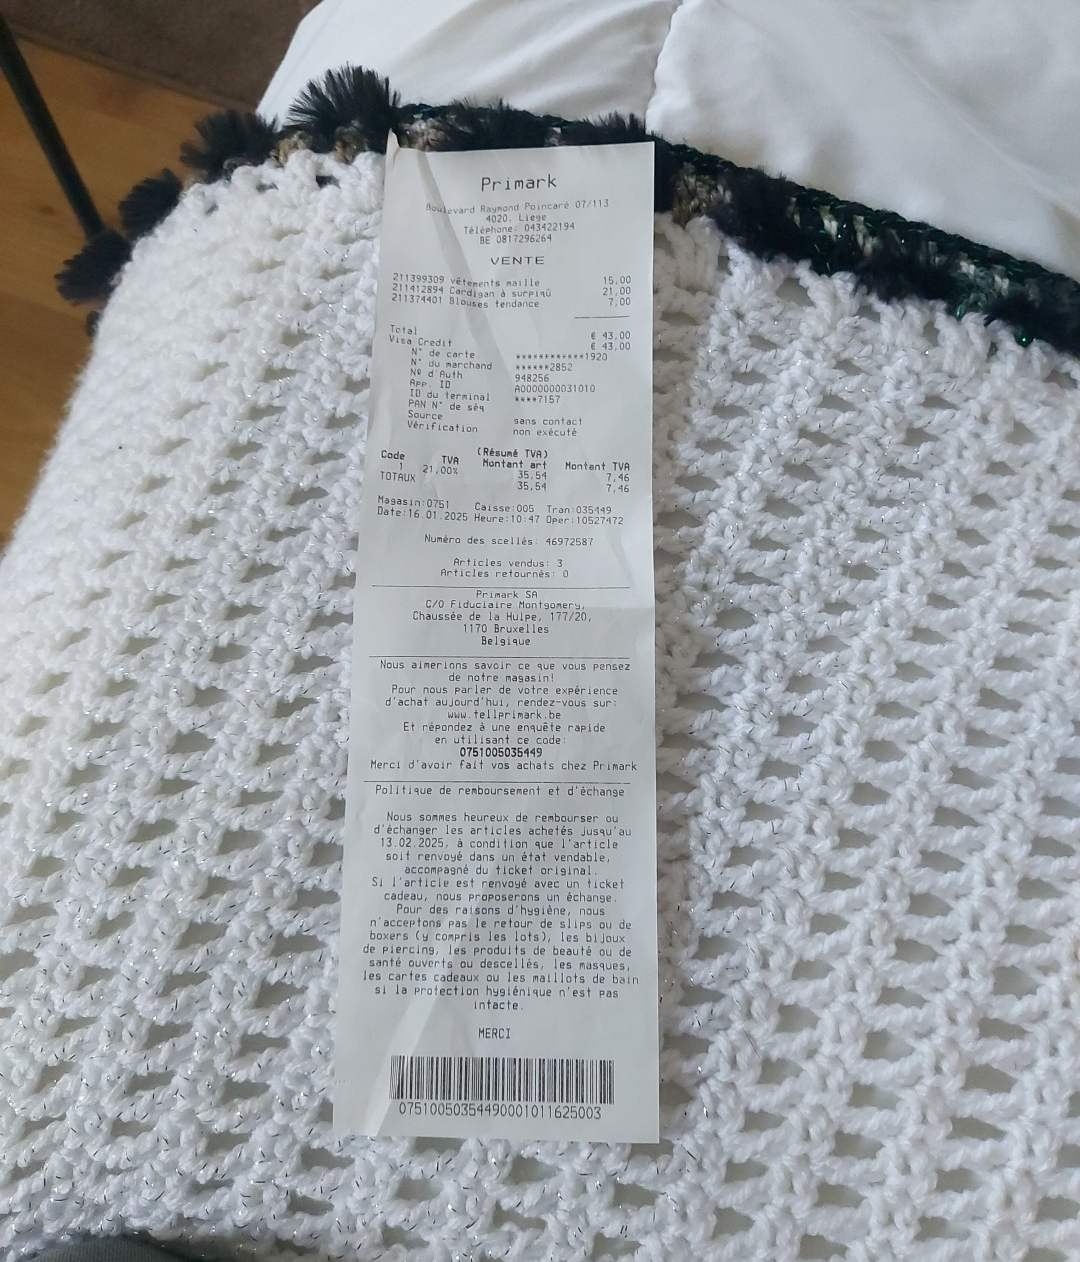 Primark
Boulevard Raymond Poincaré 07/113
4020. Liege
Téléphone: 043422194
BE 0817296264
VENTE
211399309 vêtements maille 15,00
211412894 Cardigan à surpiqû 21,00
211374401 Blouses tendance 7,00
Total € 43,00
Visa Credit € 43,00
N° de carte. ************1920
N° du marchand ******2852
Nº d'Auth 948256
App. ID A0000000031010
ID du terminal ****7157
PAN N° de séq
Source sans contact
Vérification non exécuté
(Résumé TVA)
Code TVA Montant art Montant TVA
1 21,00% 35,54 7,46
TOTAUX 35,54 7,46
Magasin:0751 Caisse:005 Tran:035449
Date:16.01.2025 Heure:10:47 Oper:10527472
Numéro des scellés: 46972587
Articles vendus: 3
Articles retournés: 0
Primark SA
C/O Fiduciaire Montgomery,
Chaussée de la Hulpe, 177/20,
1170 Bruxelles
Belgique
Nous aimerions savoir ce que vous pensez
de notre magasin!
Pour nous parler de votre expérience
d'achat aujourd'hui, rendez-vous sur:
www.tellprimark.be
Et répondez à une enquête rapide
en utilisant ce code:
0751005035449
Merci d'avoir fait vos achats chez Primark
Politique de remboursement et d'échange
Nous sommes heureux de rembourser ou
d'échanger les articles achetés jusqu'au
13.02.2025, à condition que l'article
soit renvoyé dans un état vendable,
accompagné du ticket original.
Si l'article est renvoyé avec un ticket
cadeau, nous proposerons un échange.
Pour des raisons d'hygiène, nous
n'acceptons pas le retour de slips ou de
boxers (y compris les lots), les bijoux
de piercing, les produits de beauté ou de
santé ouverts ou descellés, les masques,
les cartes cadeaux ou les maillots de bain
si la protection hygiénique n'est pas
intacte.
MERCI
07510050354490001011625003